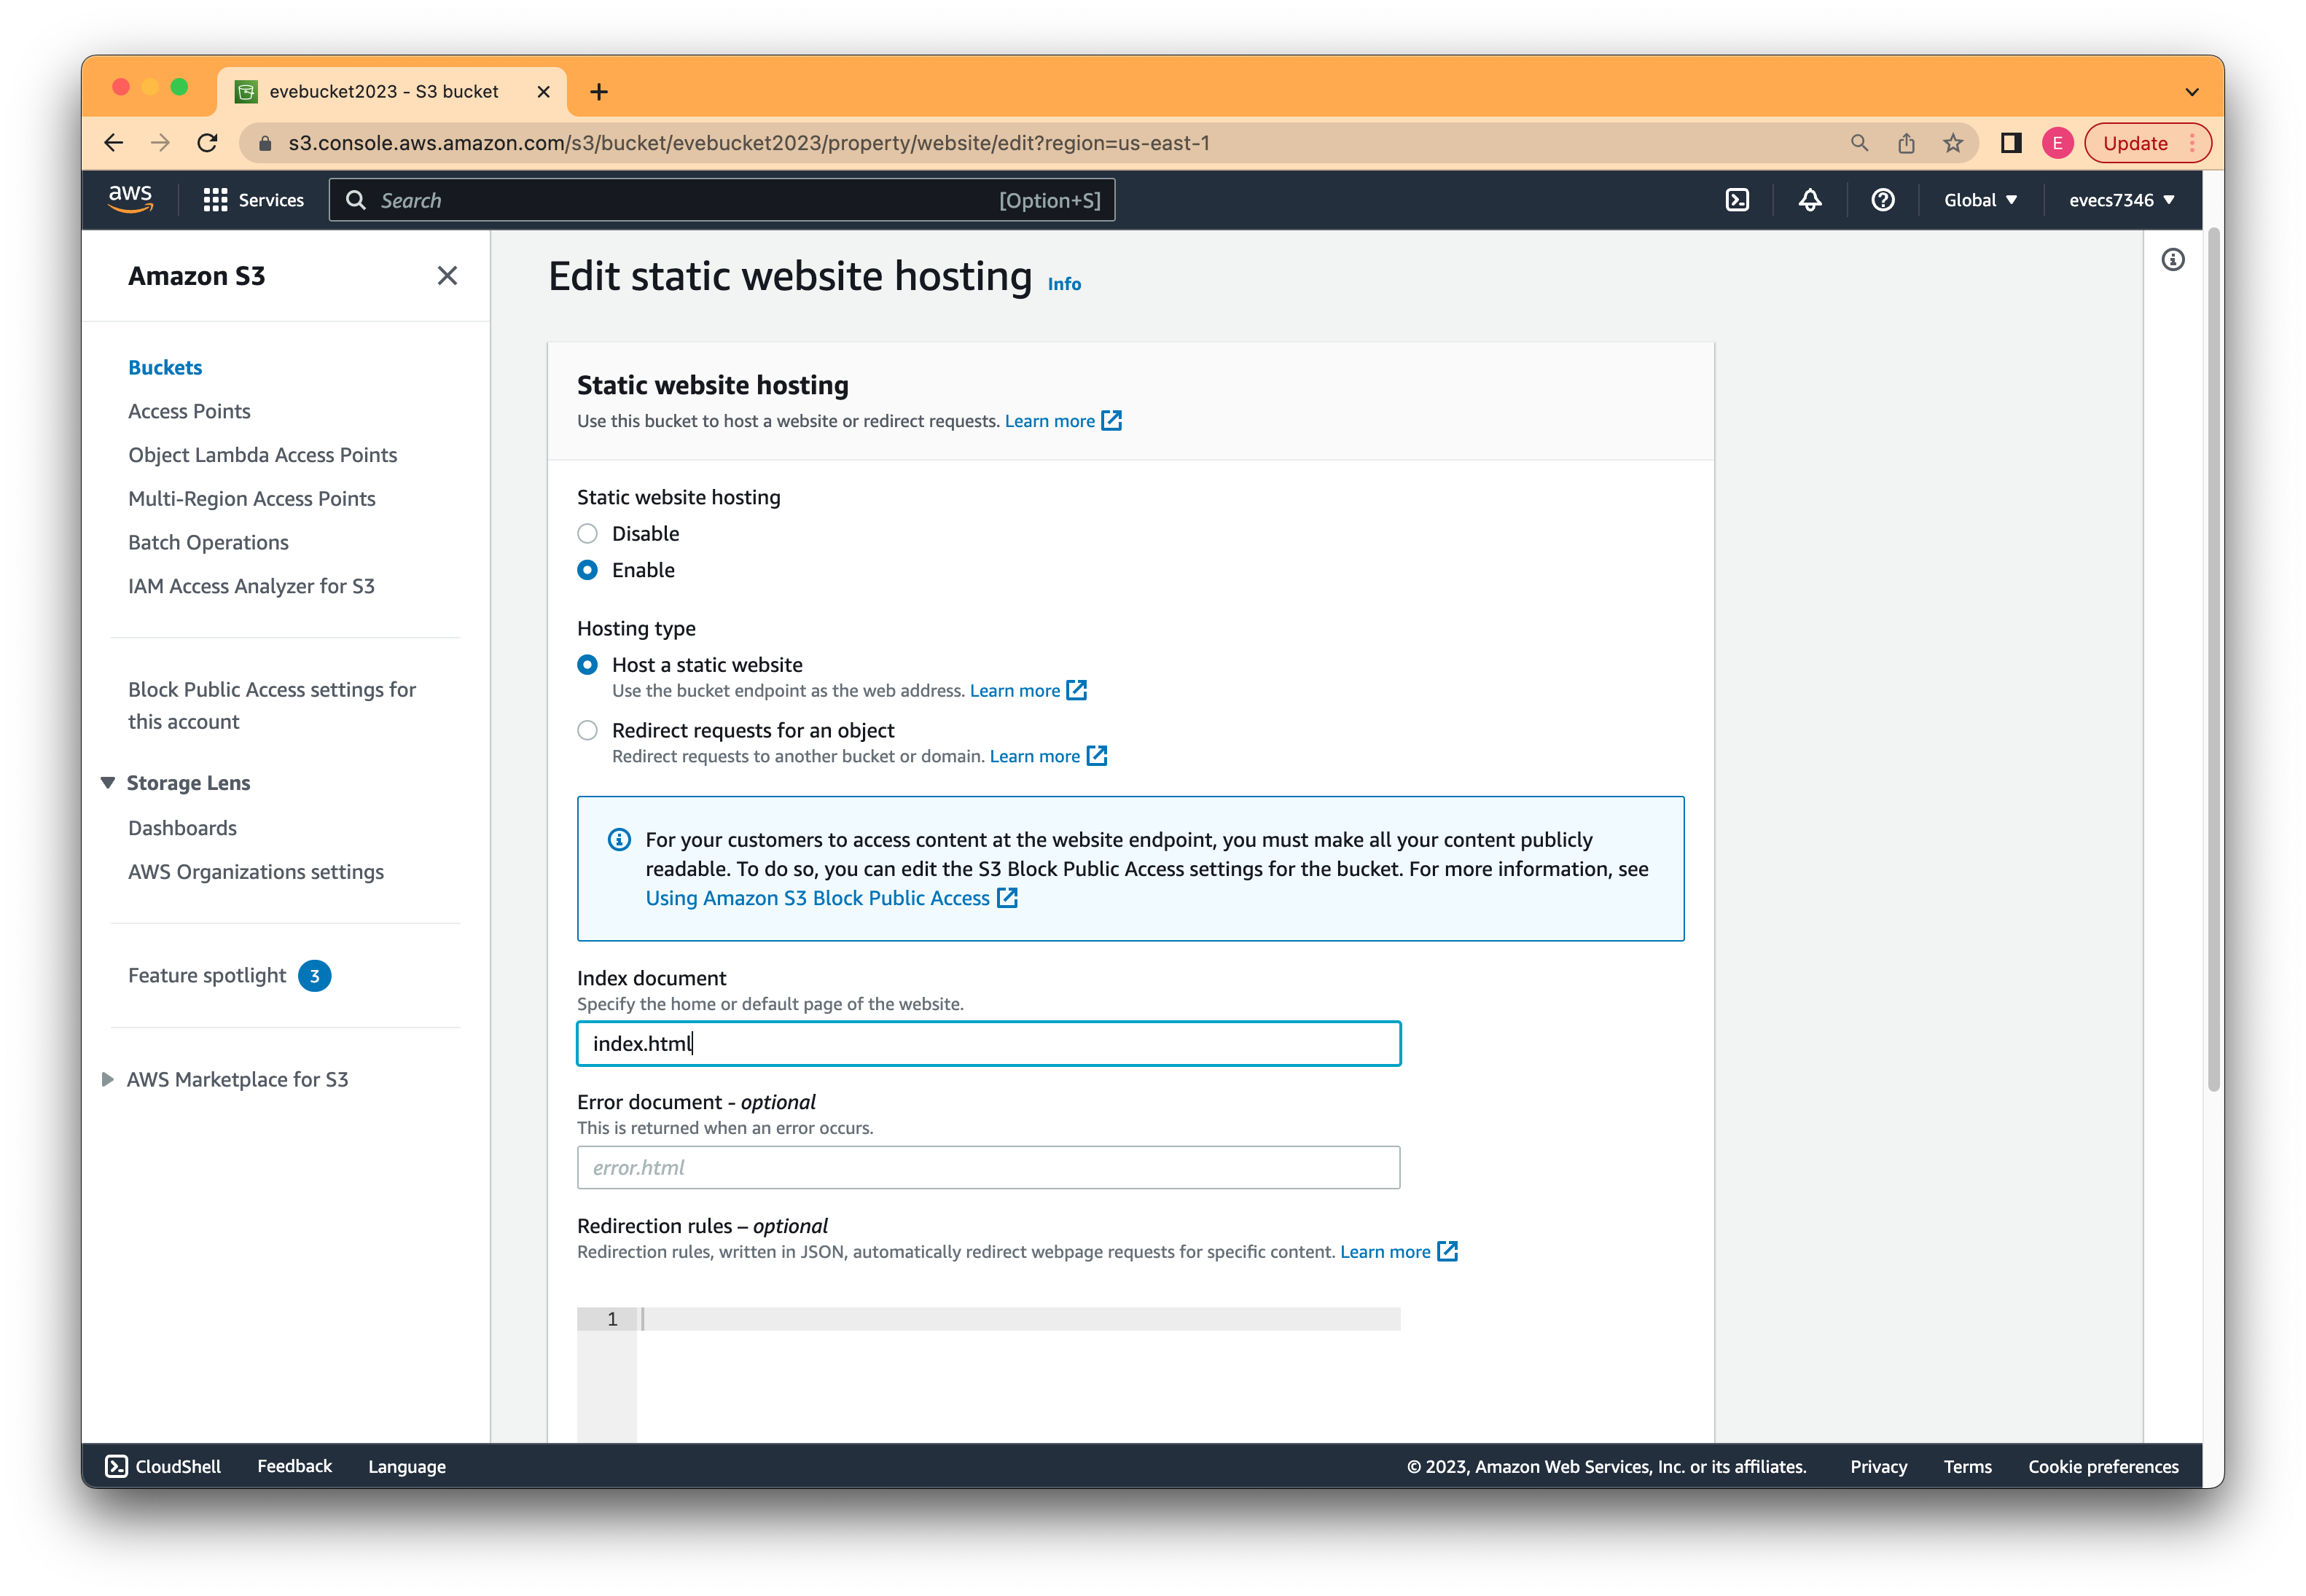 evebucket2023 - S3 bucket
s3.console.aws.amazon.com/s3/bucket/evebucket2023/property/website/edit?region=us-east-1
E
Update
aws
Services
Search
[Option+S]
Global
evecs7346
Amazon S3
Buckets
Access Points
Object Lambda Access Points
Multi-Region Access Points
Batch Operations
IAM Access Analyzer for S3
Block Public Access settings for
this account
Storage Lens
Dashboards
AWS Organizations settings
Feature spotlight 3
AWS Marketplace for S3
Edit static website hosting Info
Static website hosting
Use this bucket to host a website or redirect requests. Learn more
Static website hosting
Disable
Enable
Hosting type
Host a static website
Use the bucket endpoint as the web address. Learn more
Redirect requests for an object
Redirect requests to another bucket or domain. Learn more
For your customers to access content at the website endpoint, you must make all your content publicly
readable. To do so, you can edit the S3 Block Public Access settings for the bucket. For more information, see
Using Amazon S3 Block Public Access
Index document
Specify the home or default page of the website.
index.html
Error document - optional
This is returned when an error occurs.
error.html
Redirection rules – optional
Redirection rules, written in JSON, automatically redirect webpage requests for specific content. Learn more
1
CloudShell
Feedback
Language
© 2023, Amazon Web Services, Inc. or its affiliates.
Privacy
Terms
Cookie preferences